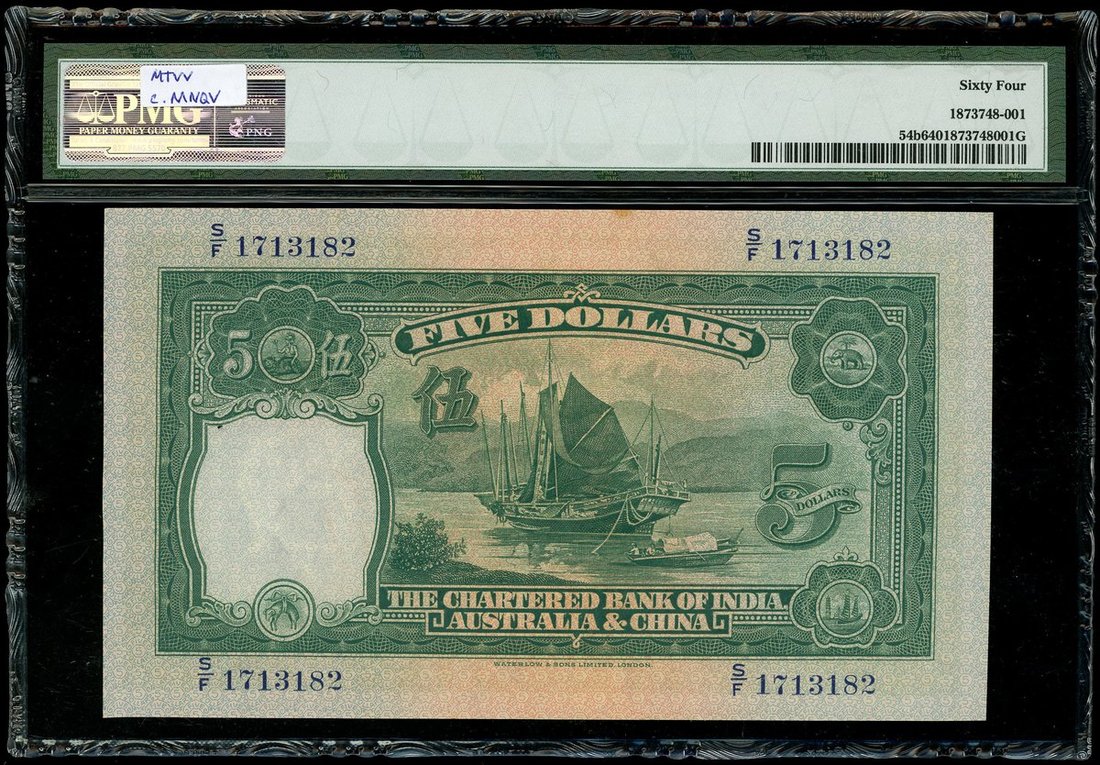 MTVV
c. MNQV
PMG
PAPER MONEY GUARANTY
PNG
Sixty Four
1873748-001
54b6401873748001G
S/F 1713182
S/F 1713182
FIVE DOLLARS
5 伍
伍
5
DOLLARS
THE CHARTERED BANK OF INDIA,
AUSTRALIA & CHINA
WATERLOW & SONS LIMITED, LONDON.
S/F 1713182
S/F 1713182